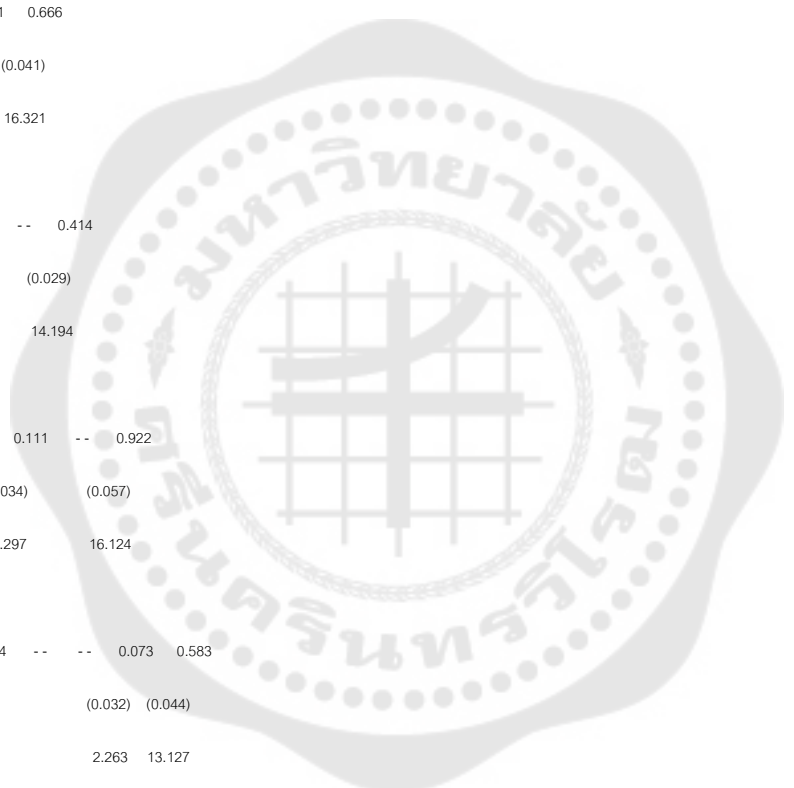 0.666
(0.041)
16.321
มหาวิทยาลัย
- - 0.414
(0.029)
14.194
0.111 - - 0.922
(0.057)
16.124
- - - - 0.073 0.583
(0.032) (0.044)
2.263 13.127
ศรีนครินทรวิโรฒ